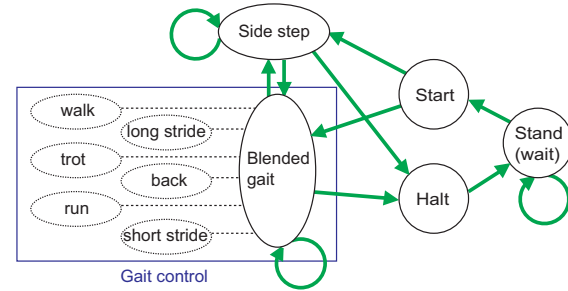 Side step
walk
long stride
trot
back
run
short stride
Blended
gait
Start
Stand
(wait)
Halt
Gait control